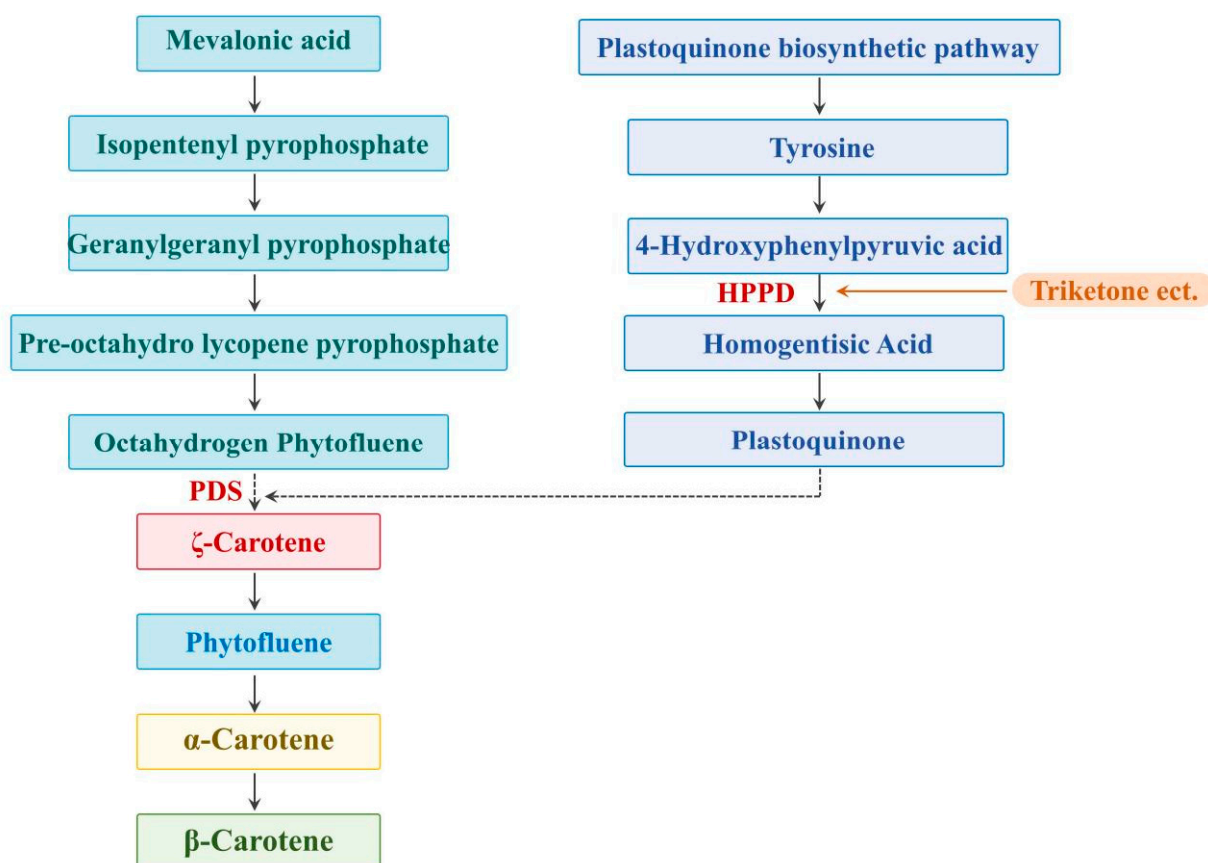 Mevalonic acid
Isopentenyl pyrophosphate
Geranylgeranyl pyrophosphate
Pre-octahydro lycopene pyrophosphate
Octahydrogen Phytofluene
PDS
ζ-Carotene
Phytofluene
α-Carotene
β-Carotene
Plastoquinone biosynthetic pathway
Tyrosine
4-Hydroxyphenylpyruvic acid
HPPD
Triketone ect.
Homogentisic Acid
Plastoquinone